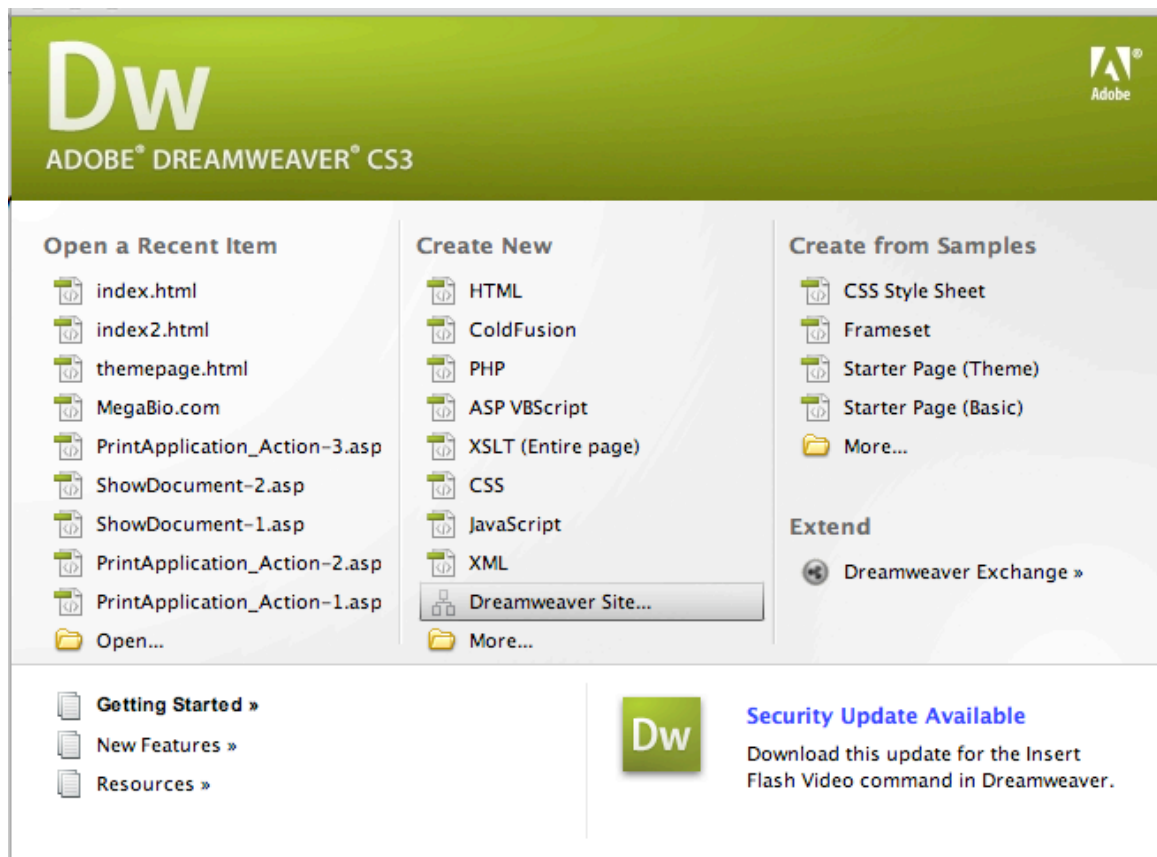 Dw
ADOBE® DREAMWEAVER® CS3
Adobe®
Open a Recent Item
index.html
index2.html
themepage.html
MegaBio.com
PrintApplication_Action-3.asp
ShowDocument-2.asp
ShowDocument-1.asp
PrintApplication_Action-2.asp
PrintApplication_Action-1.asp
Open...
Create New
HTML
ColdFusion
PHP
ASP VBScript
XSLT (Entire page)
CSS
JavaScript
XML
Dreamweaver Site...
More...
Create from Samples
CSS Style Sheet
Frameset
Starter Page (Theme)
Starter Page (Basic)
More...
Extend
Dreamweaver Exchange »
Getting Started »
New Features »
Resources »
Dw
Security Update Available
Download this update for the Insert
Flash Video command in Dreamweaver.